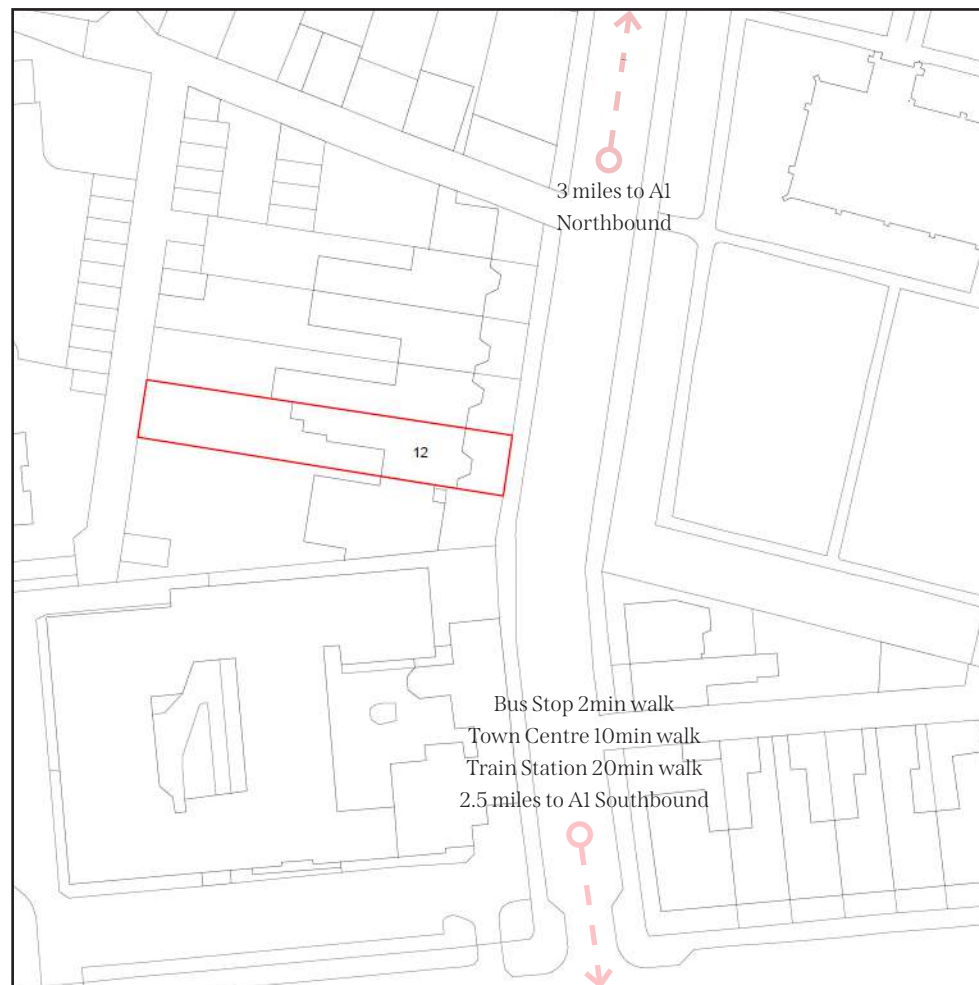 3 miles to A1
Northbound
12
Bus Stop 2min walk
Town Centre 10min walk
Train Station 20min walk
2.5 miles to A1 Southbound